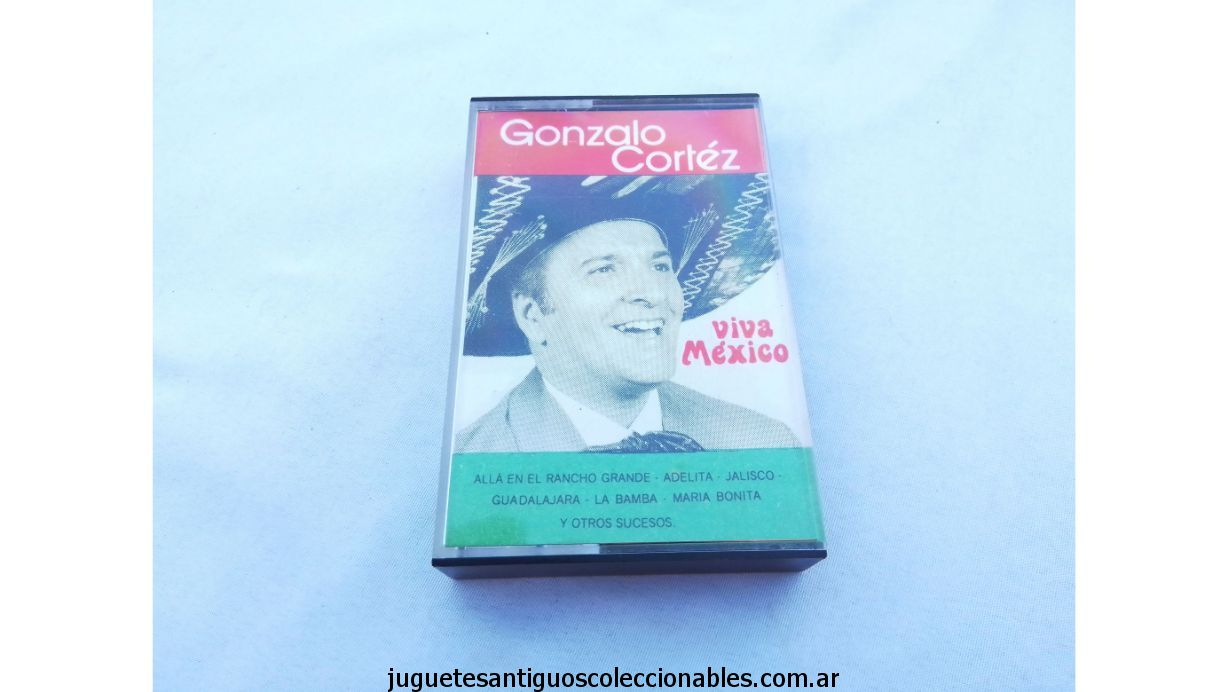 Gonzalo
Cortéz
viva
México
ALLÁ EN EL RANCHO GRANDE - ADELITA - JALISCO -
GUADALAJARA - LA BAMBA - MARIA BONITA
Y OTROS SUCESOS.
juguetesantiguoscoleccionables.com.ar